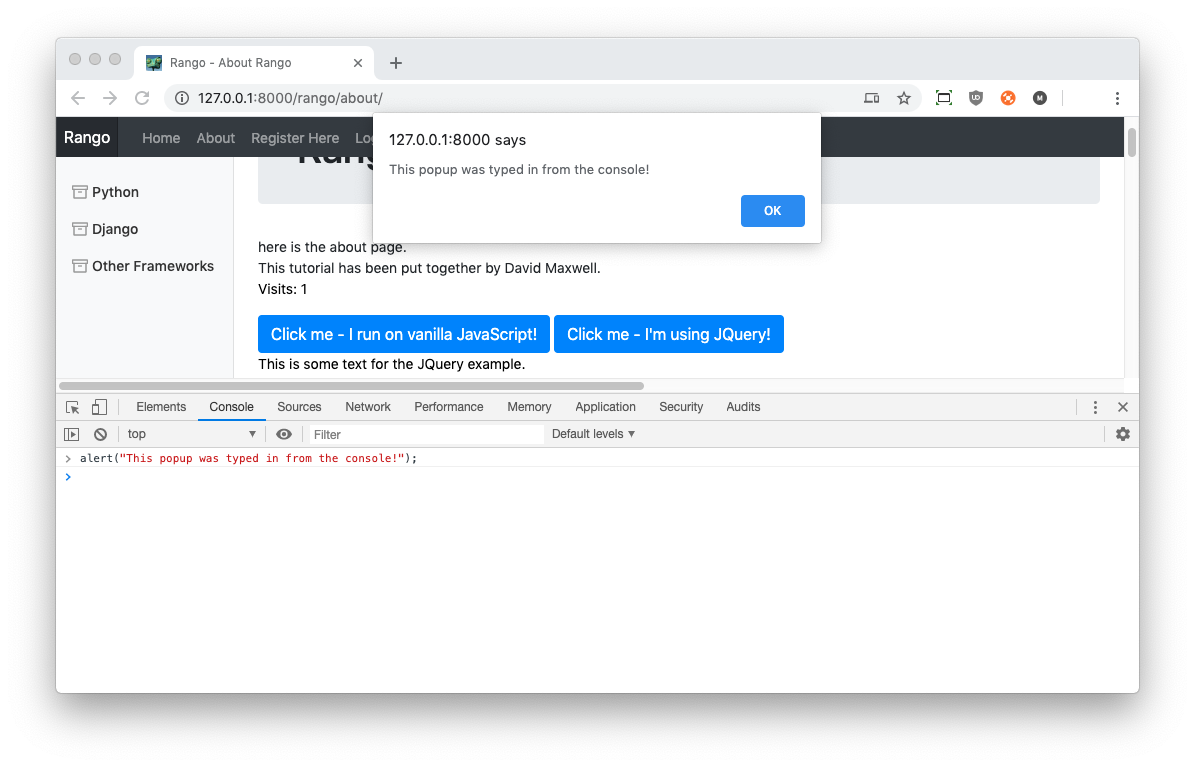 Rango - About Rango
127.0.0.1:8000/rango/about/
UD
M
Rango Home About Register Here
127.0.0.1:8000 says
This popup was typed in from the console!
OK
Python
Django
Other Frameworks
here is the about page.
This tutorial has been put together by David Maxwell.
Visits: 1
Click me - I run on vanilla JavaScript! Click me - I'm using JQuery!
This is some text for the JQuery example.
Elements Console Sources Network Performance Memory Application Security Audits
top Filter Default levels
> alert("This popup was typed in from the console!");
>